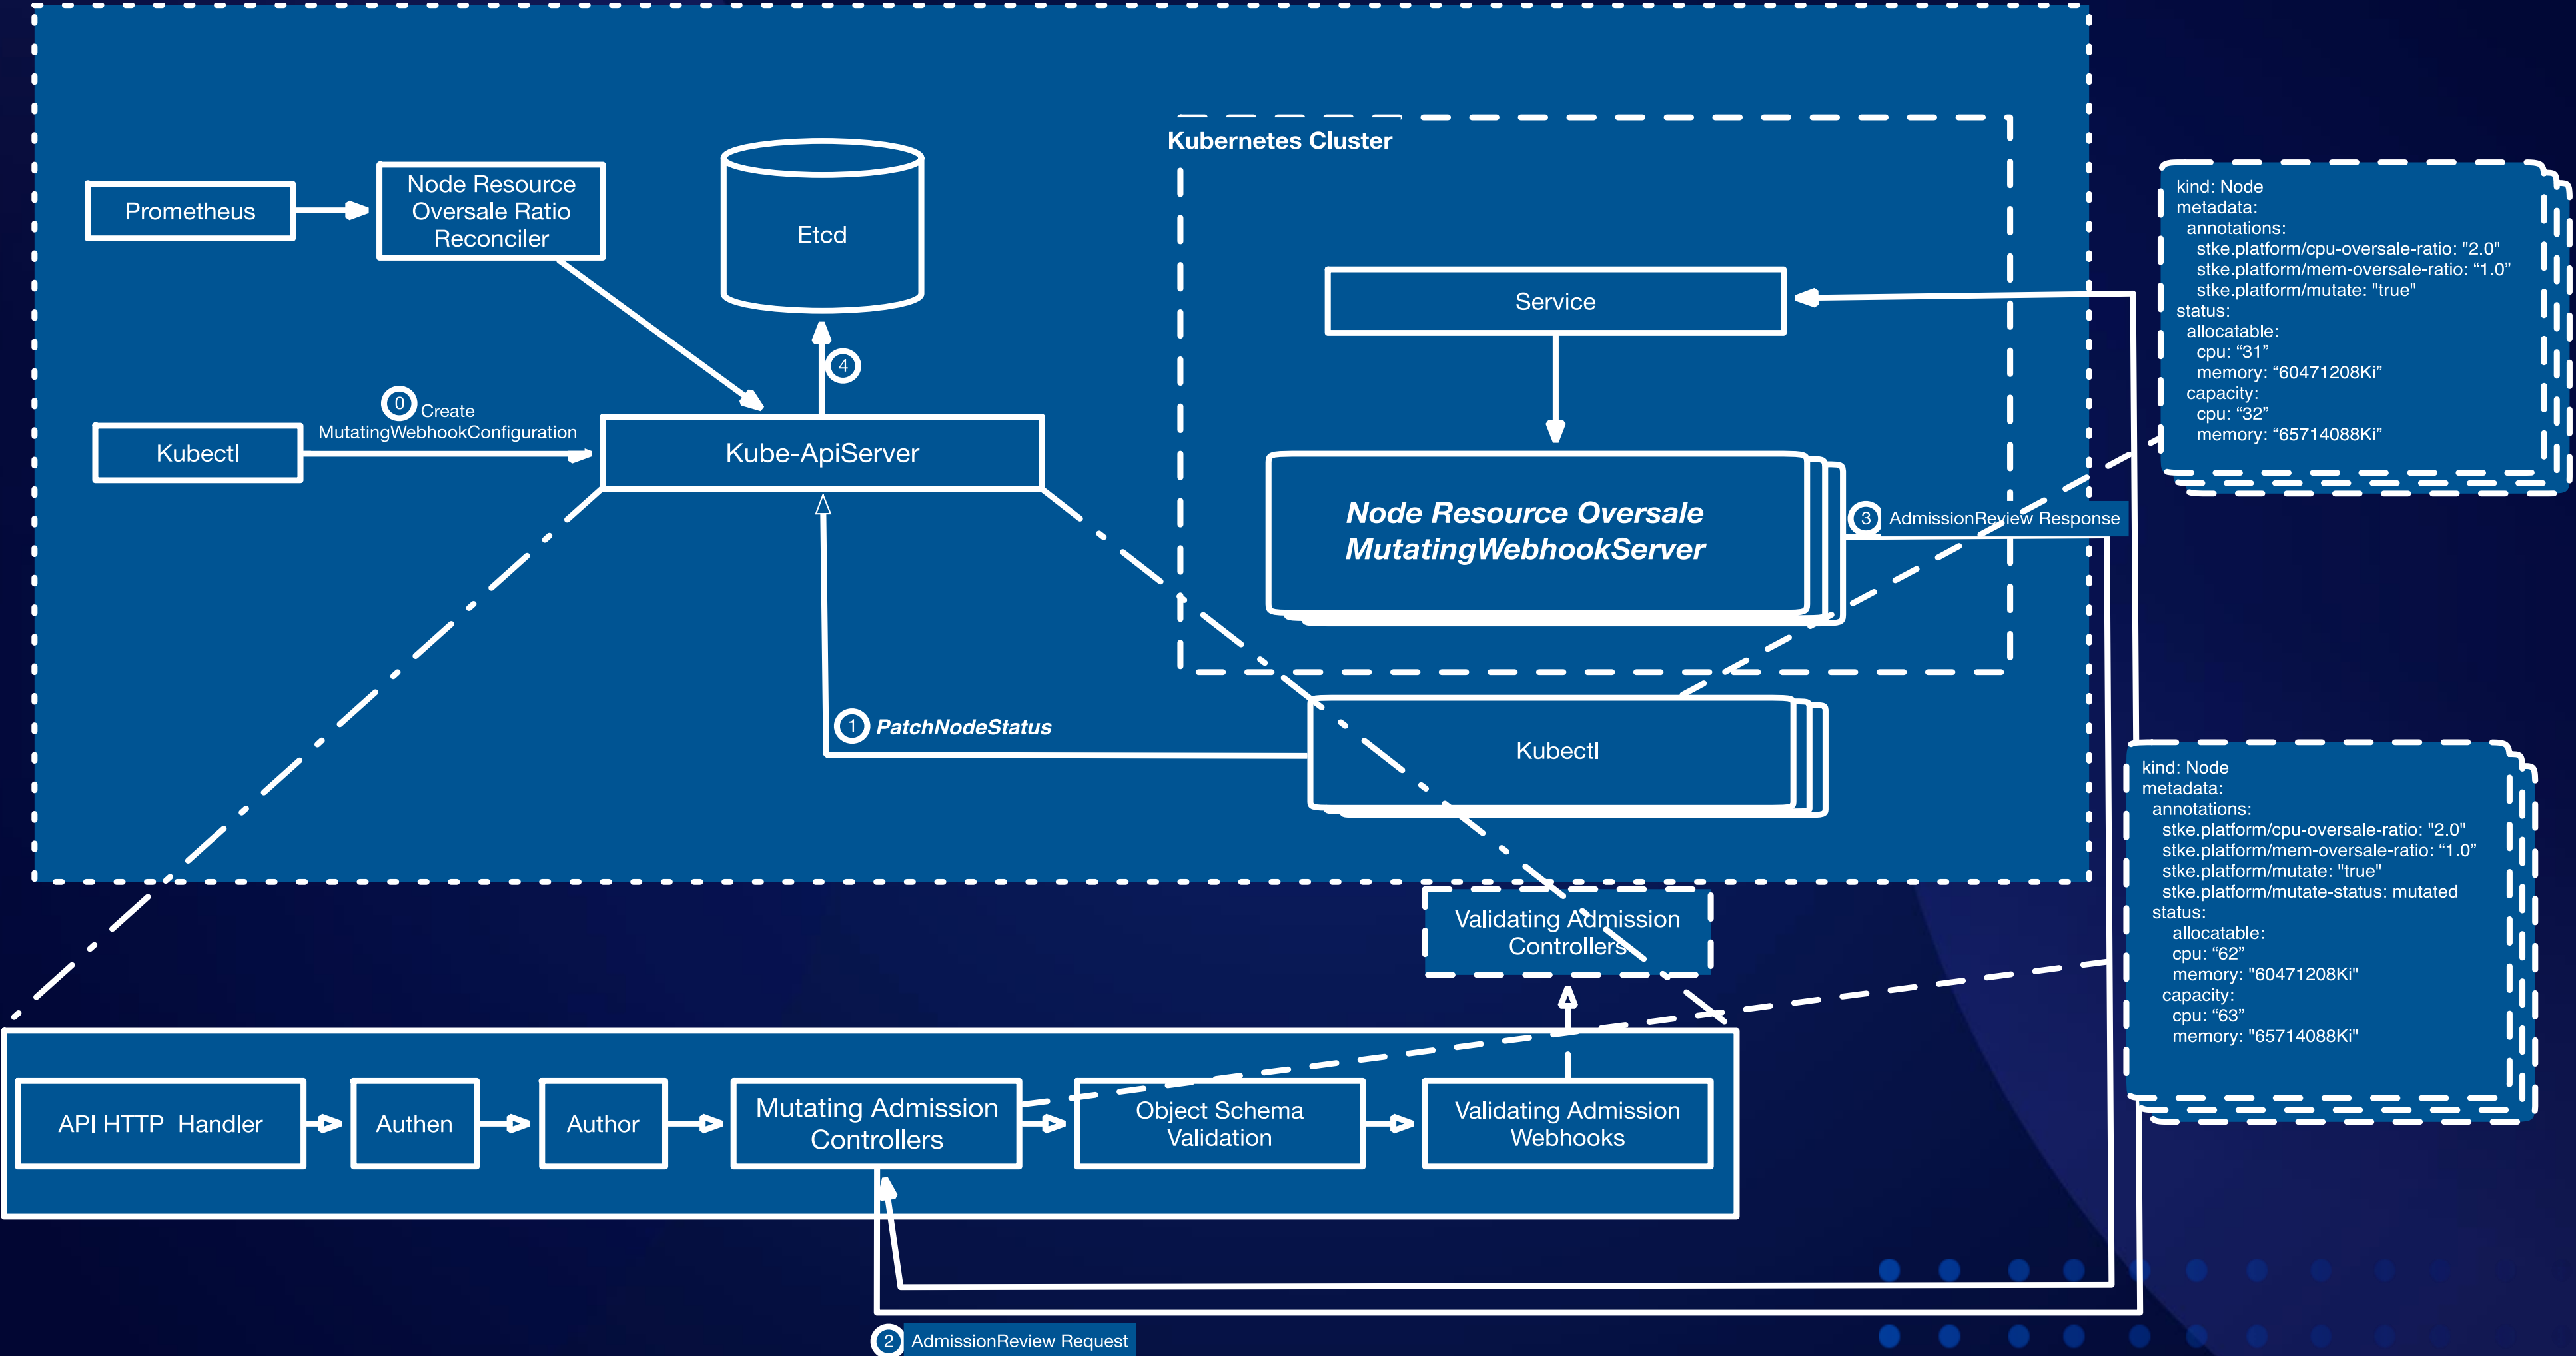 Kubernetes Cluster
Prometheus
Node Resource
Oversale Ratio
Reconciler
Etcd
Service
4
0 Create
MutatingWebhookConfiguration
Kubectl
Kube-ApiServer
Node Resource Oversale
MutatingWebhookServer
3 AdmissionReview Response
1 PatchNodeStatus
Kubectl
kind: Node
metadata:
annotations:
stke.platform/cpu-oversale-ratio: "2.0"
stke.platform/mem-oversale-ratio: “1.0”
stke.platform/mutate: "true"
status:
allocatable:
cpu: “31”
memory: “60471208Ki”
capacity:
cpu: “32”
memory: “65714088Ki”
kind: Node
metadata:
annotations:
stke.platform/cpu-oversale-ratio: "2.0"
stke.platform/mem-oversale-ratio: “1.0”
stke.platform/mutate: "true"
stke.platform/mutate-status: mutated
status:
allocatable:
cpu: “62”
memory: "60471208Ki"
capacity:
cpu: “63”
memory: "65714088Ki"
Validating Admission
Controllers
API HTTP Handler
Authen
Author
Mutating Admission
Controllers
Object Schema
Validation
Validating Admission
Webhooks
2 AdmissionReview Request